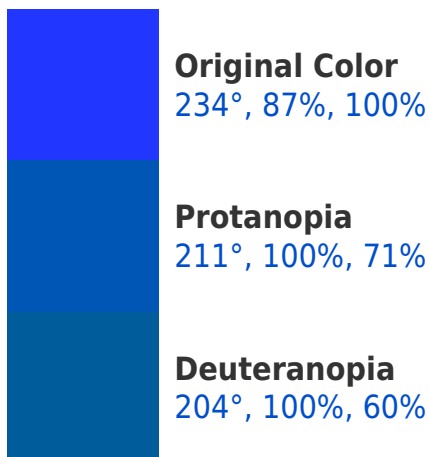 Original Color
234°, 87%, 100%
Protanopia
211°, 100%, 71%
Deuteranopia
204°, 100%, 60%